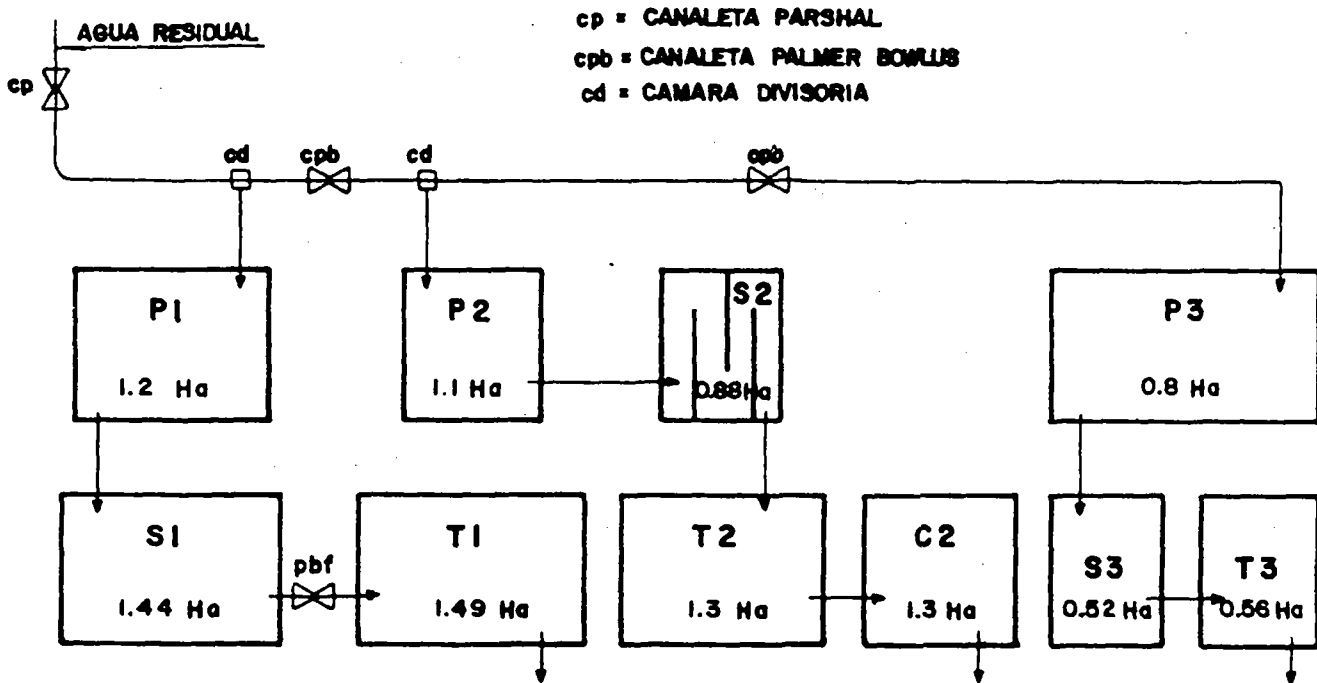 cp = CANALETA PARSHAL
AGUA RESIDUAL
cpb = CANALETA PALMER BOWLUS
cp
cd = CAMARA DIVISORIA
cd
cpb
cd
cpb
P1
1.2 Ha
P2
1.1 Ha
S2
0.88Ha
P3
0.8 Ha
S1
1.44 Ha
pbf
T1
1.49 Ha
T2
1.3 Ha
C2
1.3 Ha
S3
0.52 Ha
T3
0.56 Ha